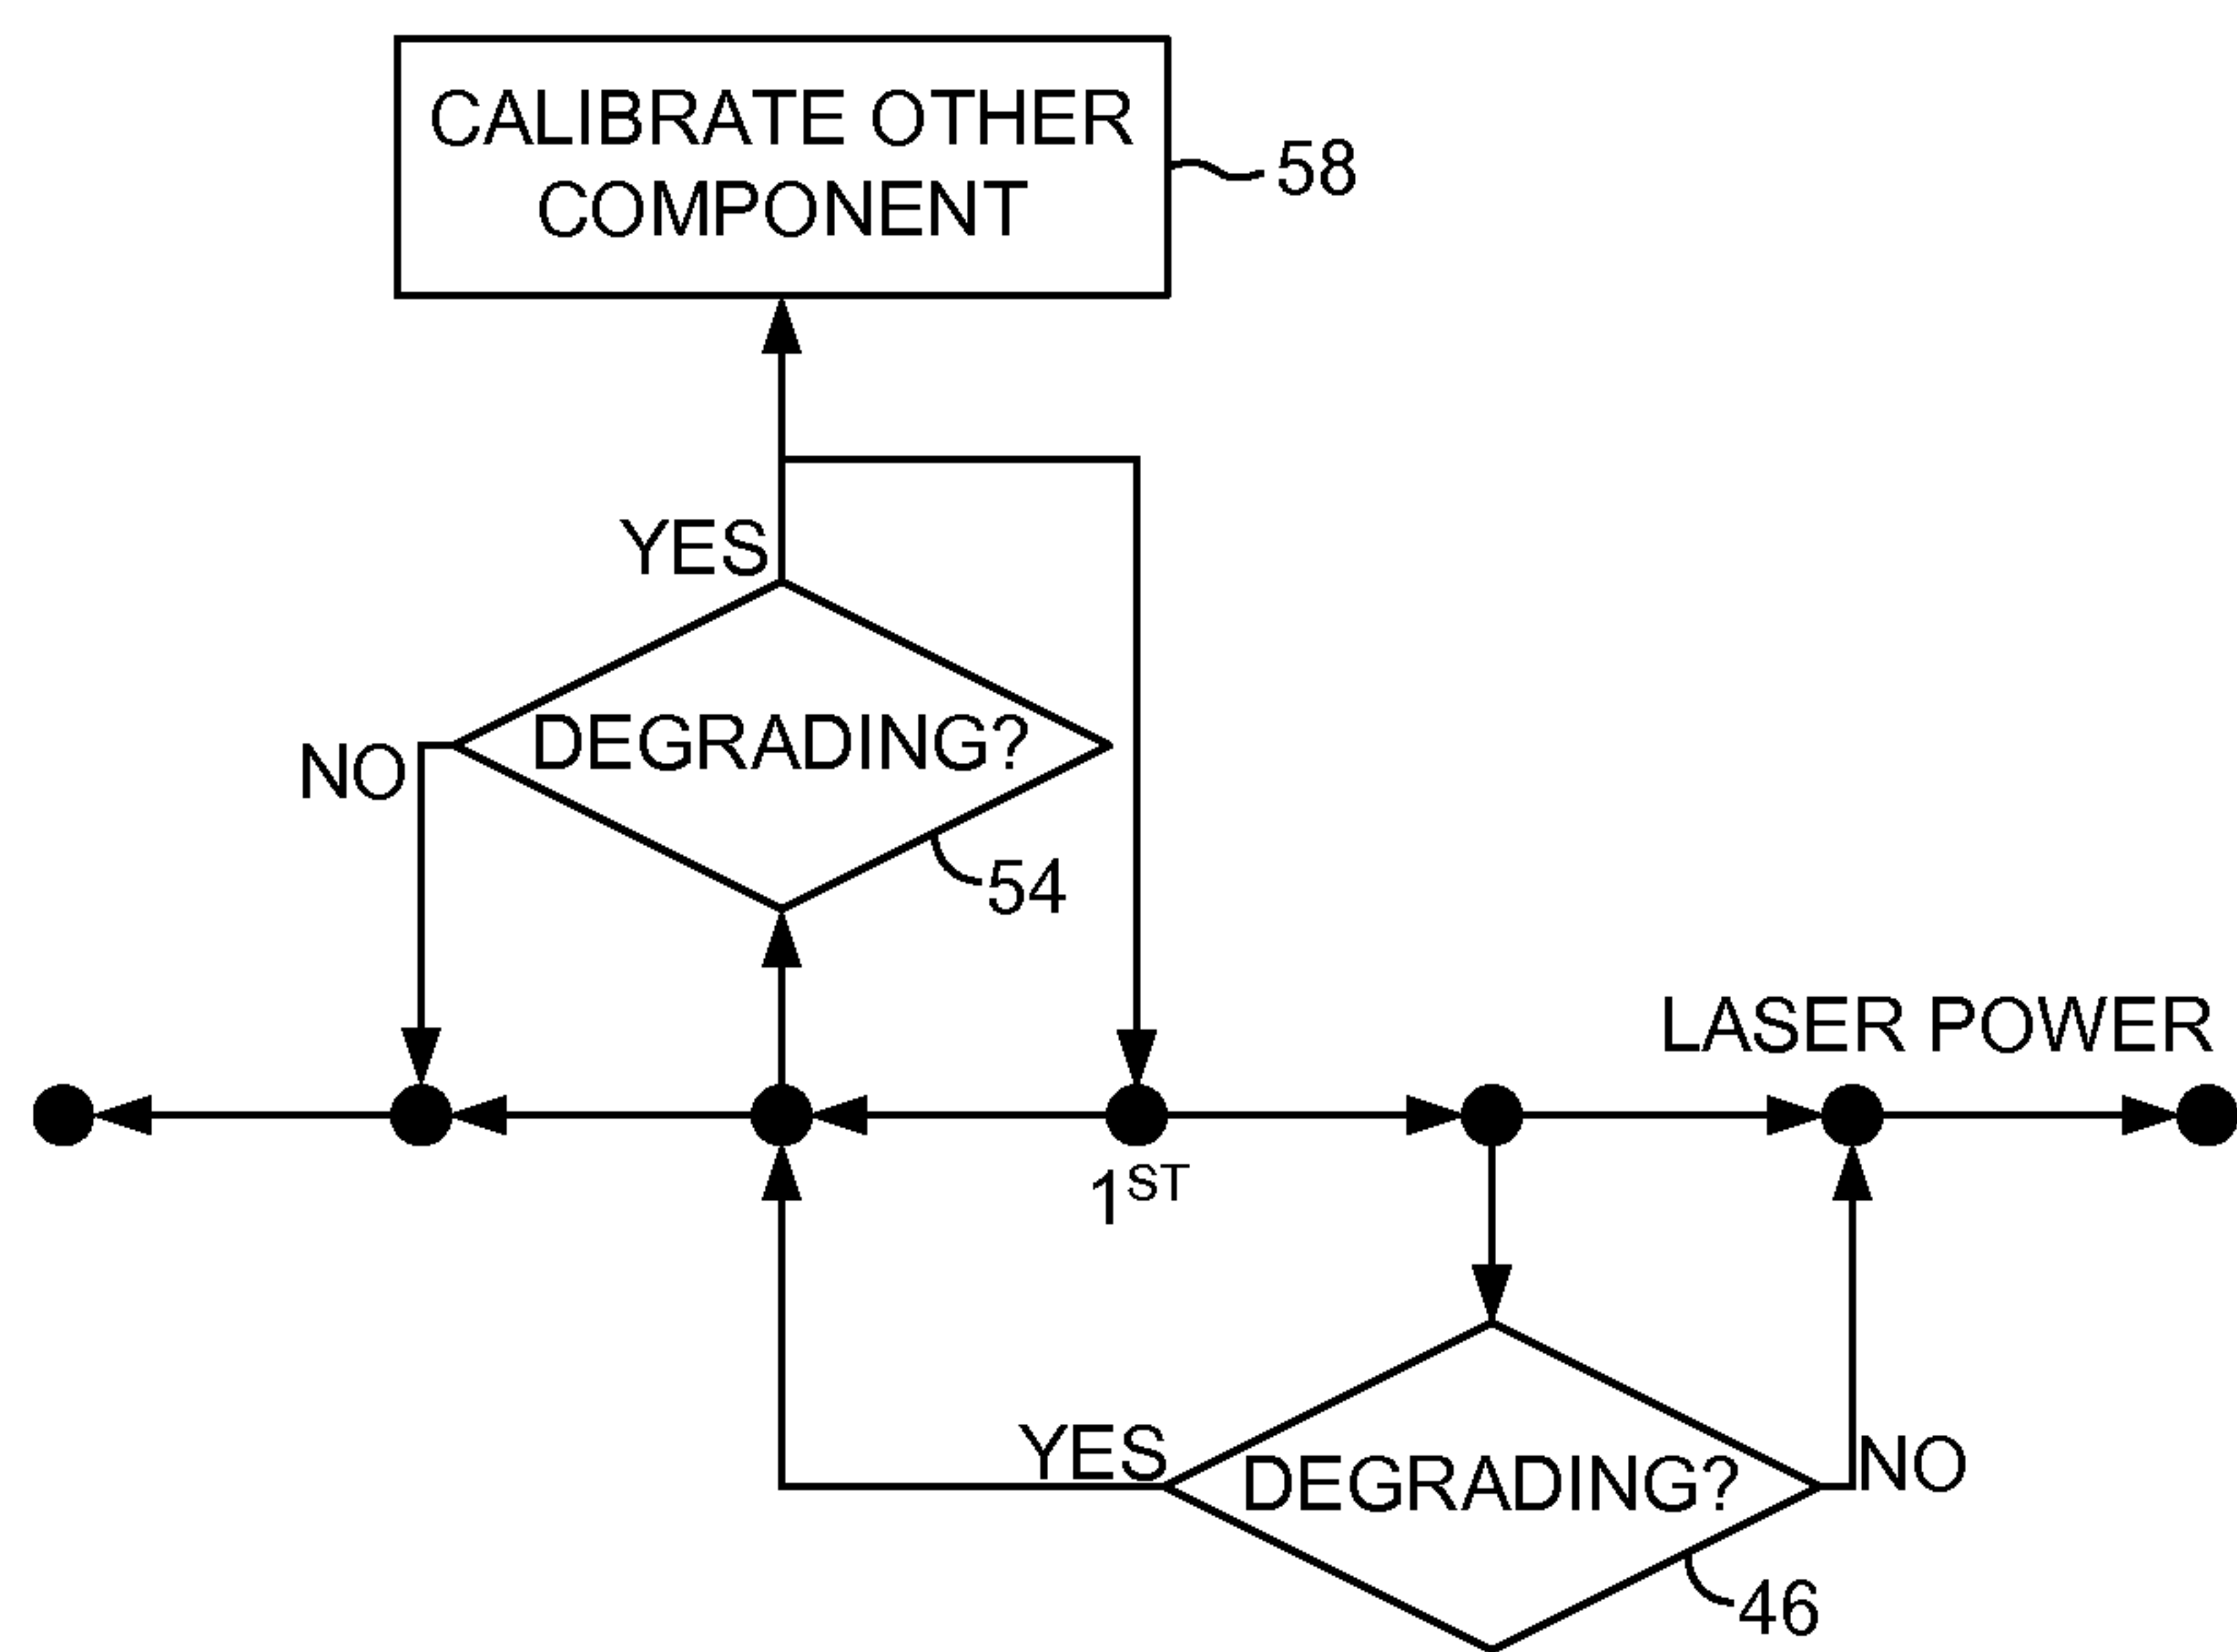 CALIBRATE OTHER
COMPONENT
58
YES
DEGRADING?
NO
54
LASER POWER
1ST
YES
DEGRADING?
NO
46